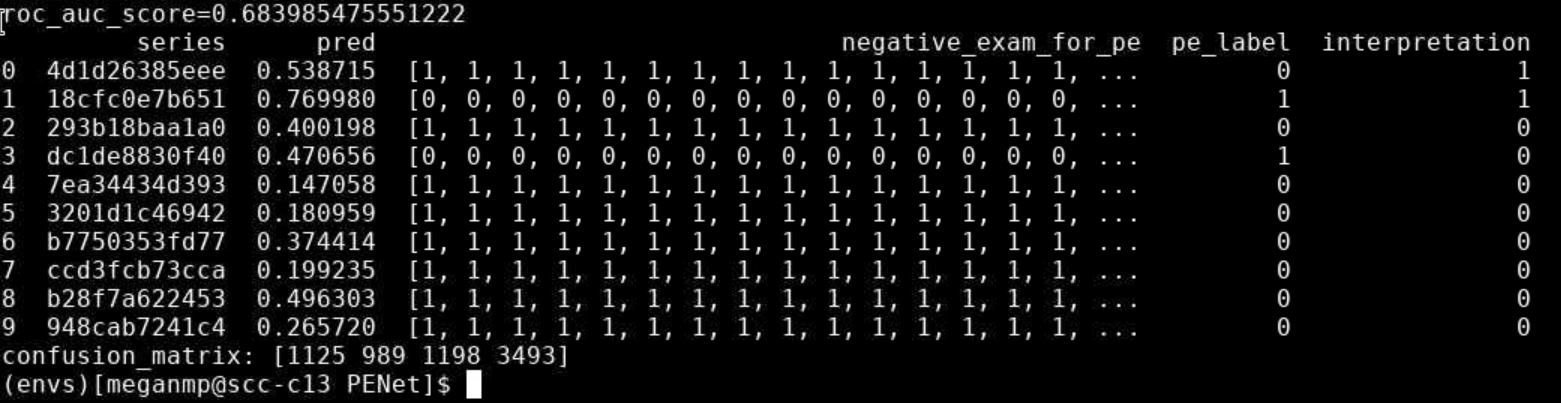 roc_auc_score=0.683985475551222
series pred negative_exam_for_pe pe_label interpretation
0 4d1d26385eee 0.538715 [1, 1, 1, 1, 1, 1, 1, 1, 1, 1, 1, 1, 1, 1, 1, ... 0 1
1 18cfc0e7b651 0.769980 [0, 0, 0, 0, 0, 0, 0, 0, 0, 0, 0, 0, 0, 0, 0, ... 1 1
2 293b18baa1a0 0.400198 [1, 1, 1, 1, 1, 1, 1, 1, 1, 1, 1, 1, 1, 1, 1, ... 0 0
3 dc1de8830f40 0.470656 [0, 0, 0, 0, 0, 0, 0, 0, 0, 0, 0, 0, 0, 0, 0, ... 1 0
4 7ea34434d393 0.147058 [1, 1, 1, 1, 1, 1, 1, 1, 1, 1, 1, 1, 1, 1, 1, ... 0 0
5 3201d1c46942 0.180959 [1, 1, 1, 1, 1, 1, 1, 1, 1, 1, 1, 1, 1, 1, 1, ... 0 0
6 b7750353fd77 0.374414 [1, 1, 1, 1, 1, 1, 1, 1, 1, 1, 1, 1, 1, 1, 1, ... 0 0
7 ccd3fcb73cca 0.199235 [1, 1, 1, 1, 1, 1, 1, 1, 1, 1, 1, 1, 1, 1, 1, ... 0 0
8 b28f7a622453 0.496303 [1, 1, 1, 1, 1, 1, 1, 1, 1, 1, 1, 1, 1, 1, 1, ... 0 0
9 948cab7241c4 0.265720 [1, 1, 1, 1, 1, 1, 1, 1, 1, 1, 1, 1, 1, 1, 1, ... 0 0
confusion_matrix: [1125 989 1198 3493]
(envs)[meganmp@scc-c13 PENet]$